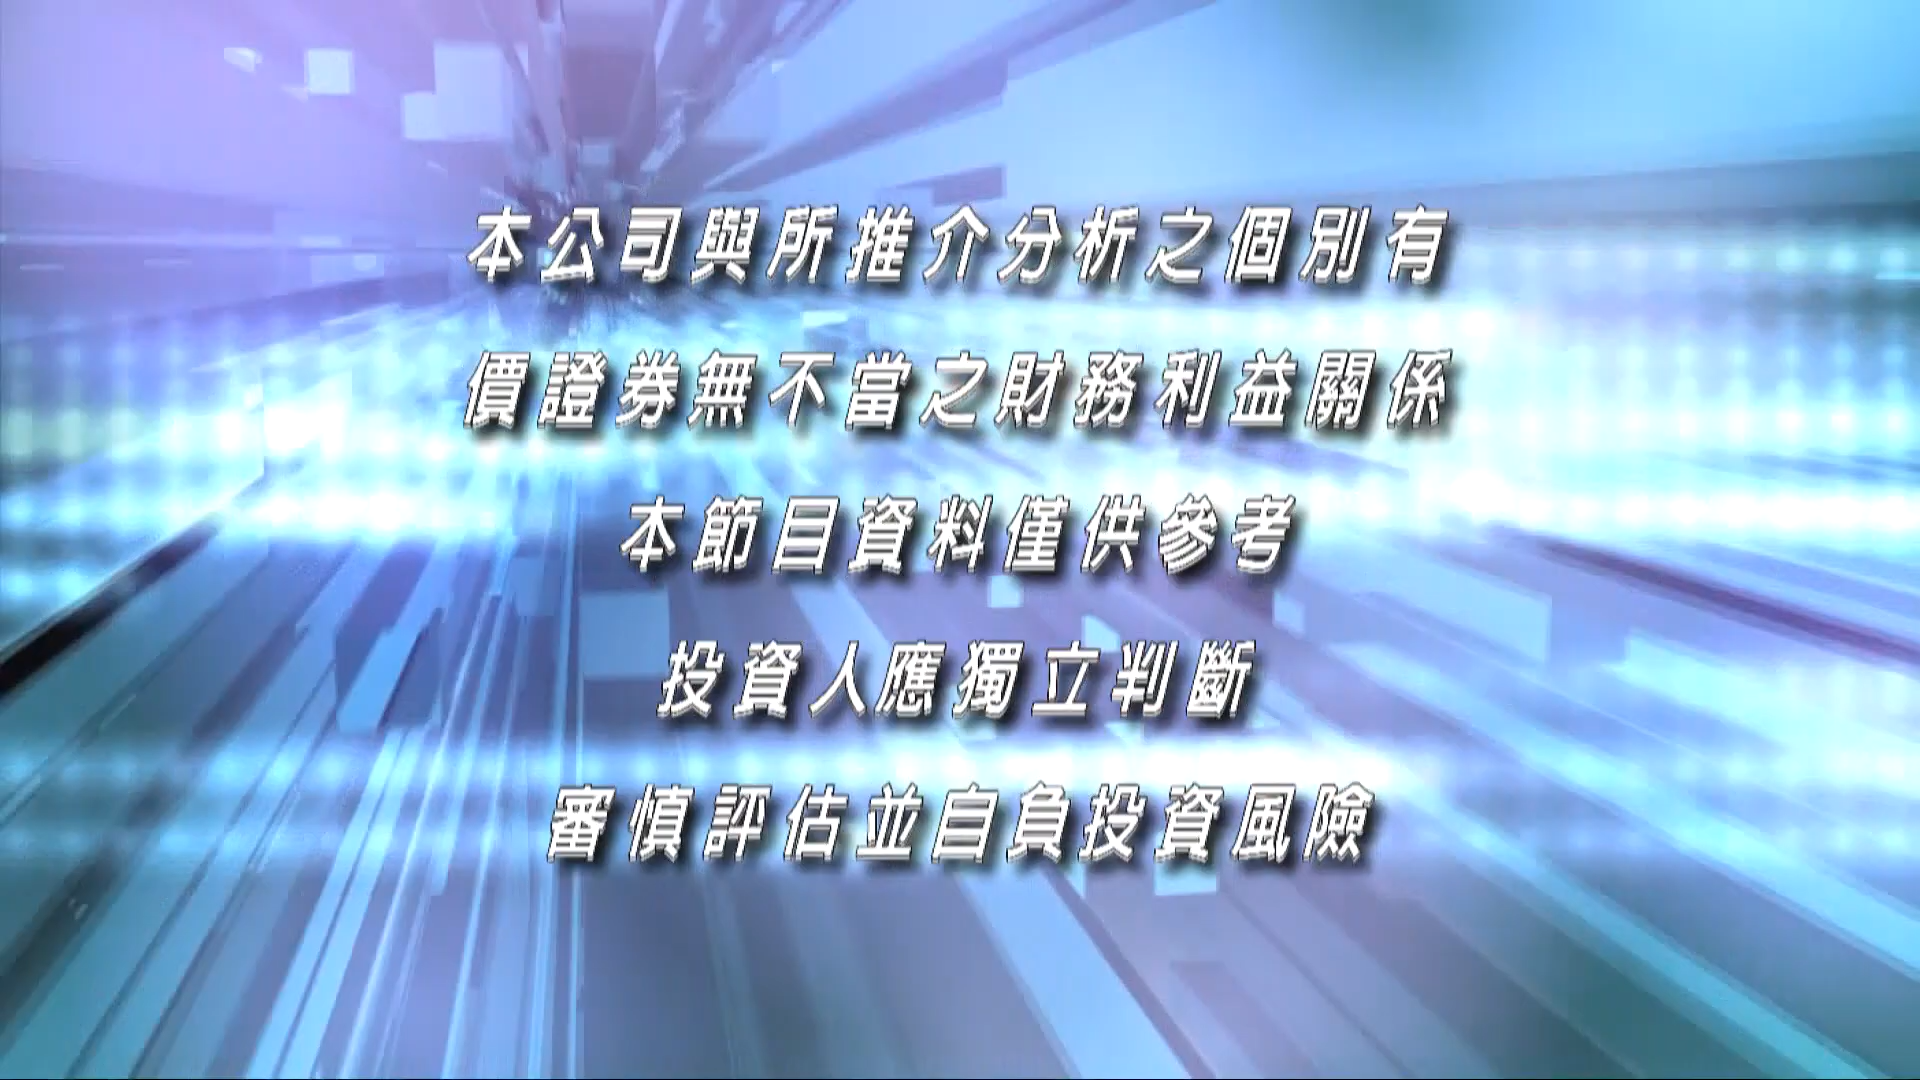 本公司與所推介分析之個別有
價證券無不當之財務利益關係
本節目資料僅供參考
投資人應獨立判斷
審慎評估並自負投資風險